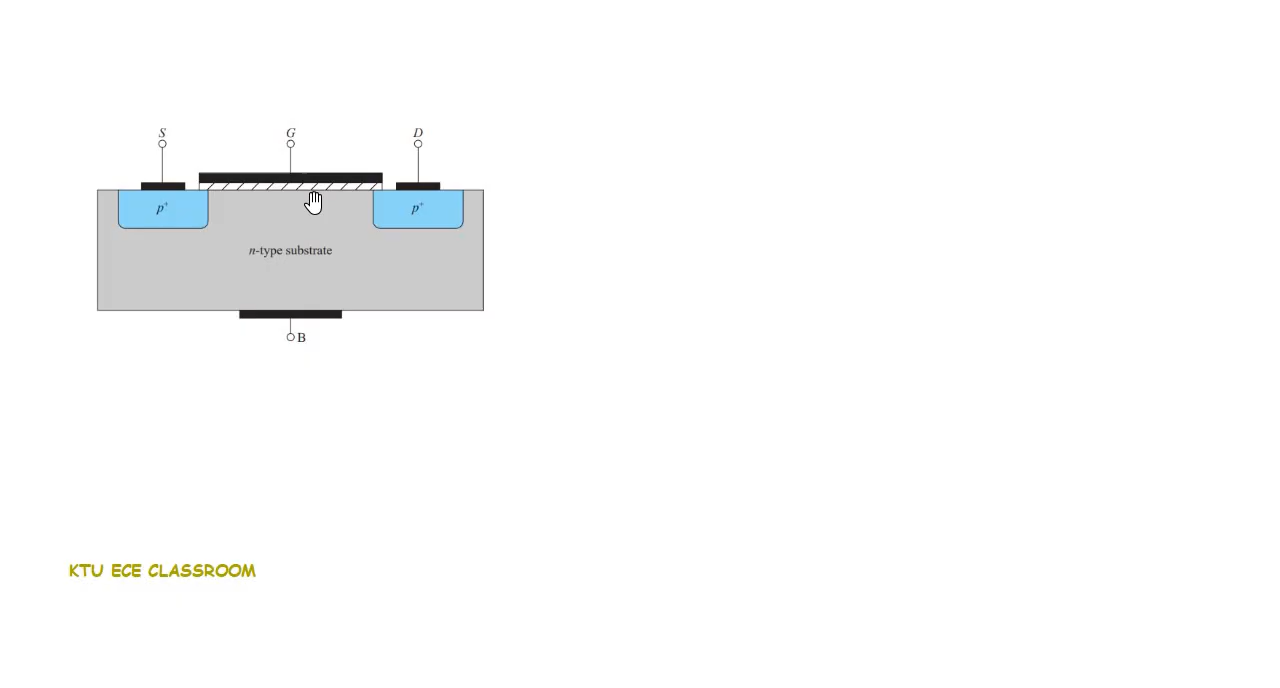 S G D
p+ p+
n-type substrate
B
KTU ECE CLASSROOM